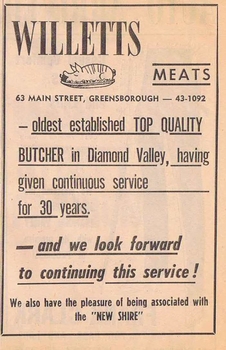 WILLETTS
MEATS
63 MAIN STREET, GREENSBOROUGH — 43-1092
— oldest established TOP QUALITY
BUTCHER in Diamond Valley, having
given continuous service
for 30 years.
— and we look forward
to continuing this service!
We also have the pleasure of being associated with
the "NEW SHIRE"